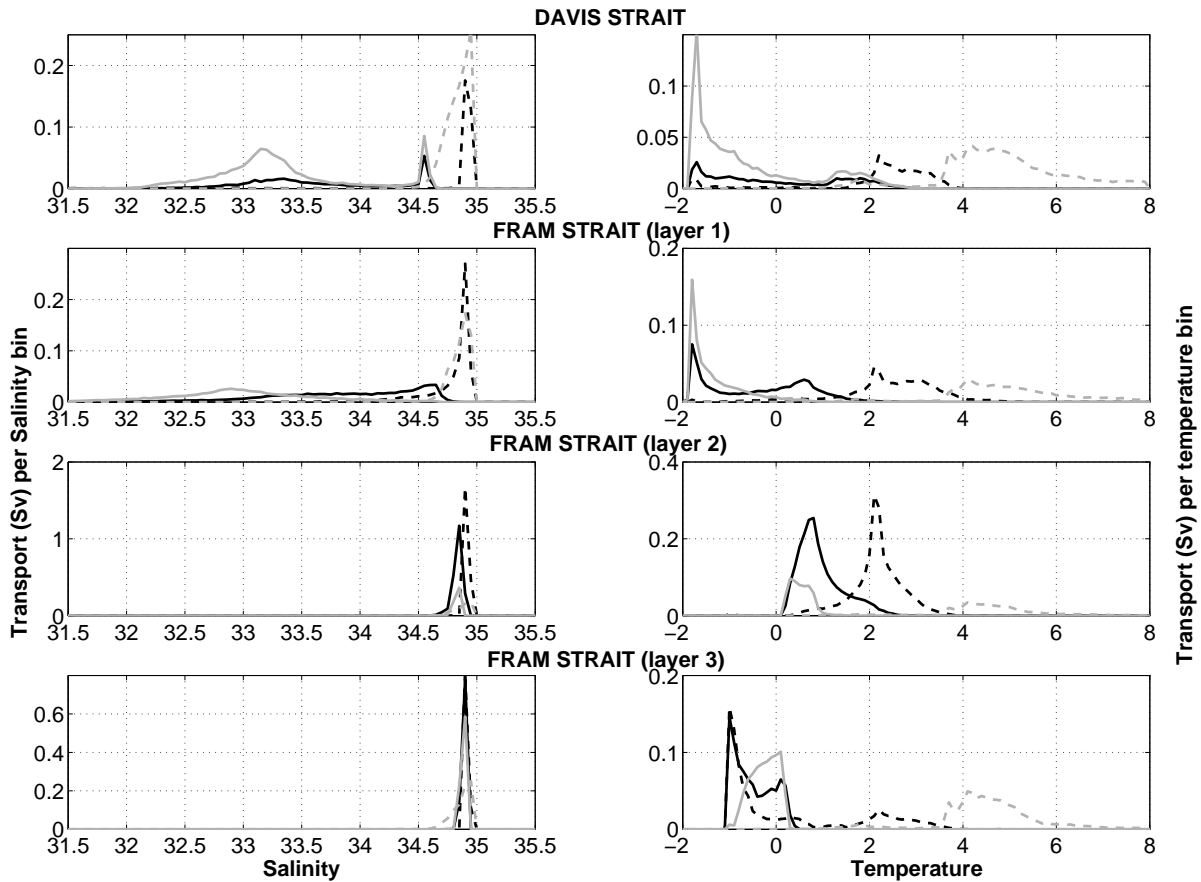 DAVIS STRAIT
0.2
0.1
0
31.5 32 32.5 33 33.5 34 34.5 35 35.5
0.1
0.05
0
−2 0 2 4 6 8
FRAM STRAIT (layer 1)
0.2
0.1
0
31.5 32 32.5 33 33.5 34 34.5 35 35.5
0.2
0.1
0
−2 0 2 4 6 8
FRAM STRAIT (layer 2)
2
1
0
31.5 32 32.5 33 33.5 34 34.5 35 35.5
0.4
0.2
0
−2 0 2 4 6 8
FRAM STRAIT (layer 3)
0.6
0.4
0.2
0
31.5 32 32.5 33 33.5 34 34.5 35 35.5
Salinity
0.2
0.1
0
−2 0 2 4 6 8
Temperature
Transport (Sv) per Salinity bin
Transport (Sv) per temperature bin